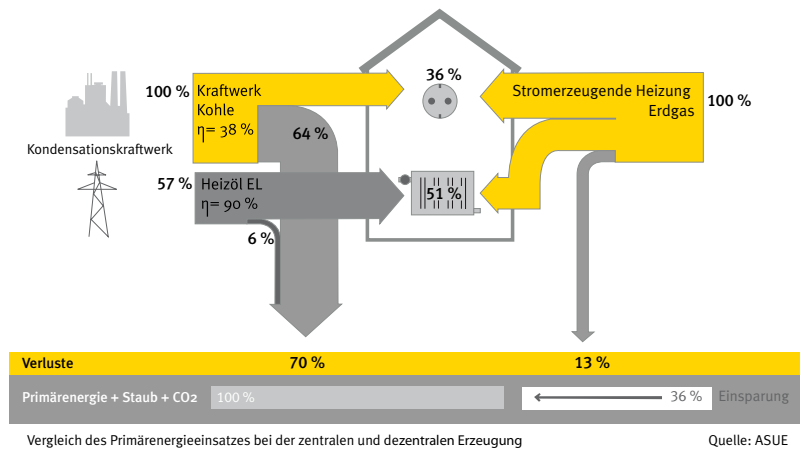 36 %
100 % Kraftwerk
Kohle
η= 38 %
Stromerzeugende Heizung
Erdgas
100 %
64 %
Kondensationskraftwerk
57 % Heizöl EL
η= 90 %
51 %
6 %
Verluste 70 % 13 %
Primärenergie + Staub + CO2 100 % 36 % Einsparung
Vergleich des Primärenergieeinsatzes bei der zentralen und dezentralen Erzeugung Quelle: ASUE